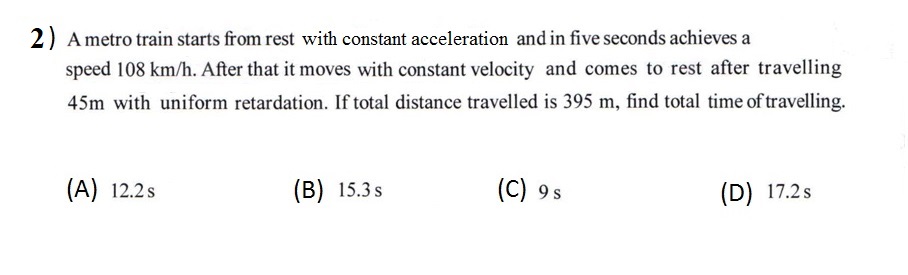 2) A metro train starts from rest with constant acceleration and in five seconds achieves a
speed 108 km/h. After that it moves with constant velocity and comes to rest after travelling
45m with uniform retardation. If total distance travelled is 395 m, find total time of travelling.
(A) 12.2 s (B) 15.3 s (C) 9 s (D) 17.2 s